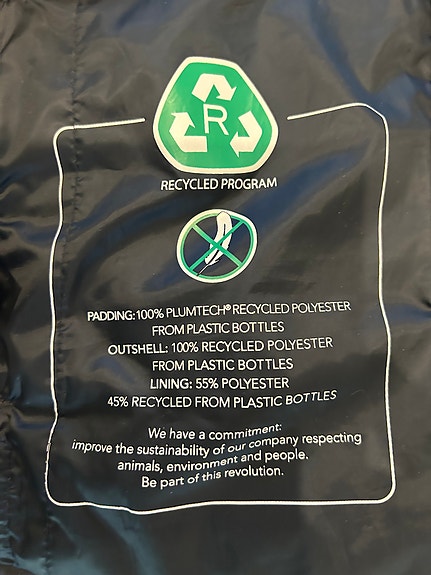 R
RECYCLED PROGRAM
PADDING:100% PLUMTECH® RECYCLED POLYESTER
FROM PLASTIC BOTTLES
OUTSHELL: 100% RECYCLED POLYESTER
FROM PLASTIC BOTTLES
LINING: 55% POLYESTER
45% RECYCLED FROM PLASTIC BOTTLES
We have a commitment:
improve the sustainability of our company respecting
animals, environment and people.
Be part of this revolution.